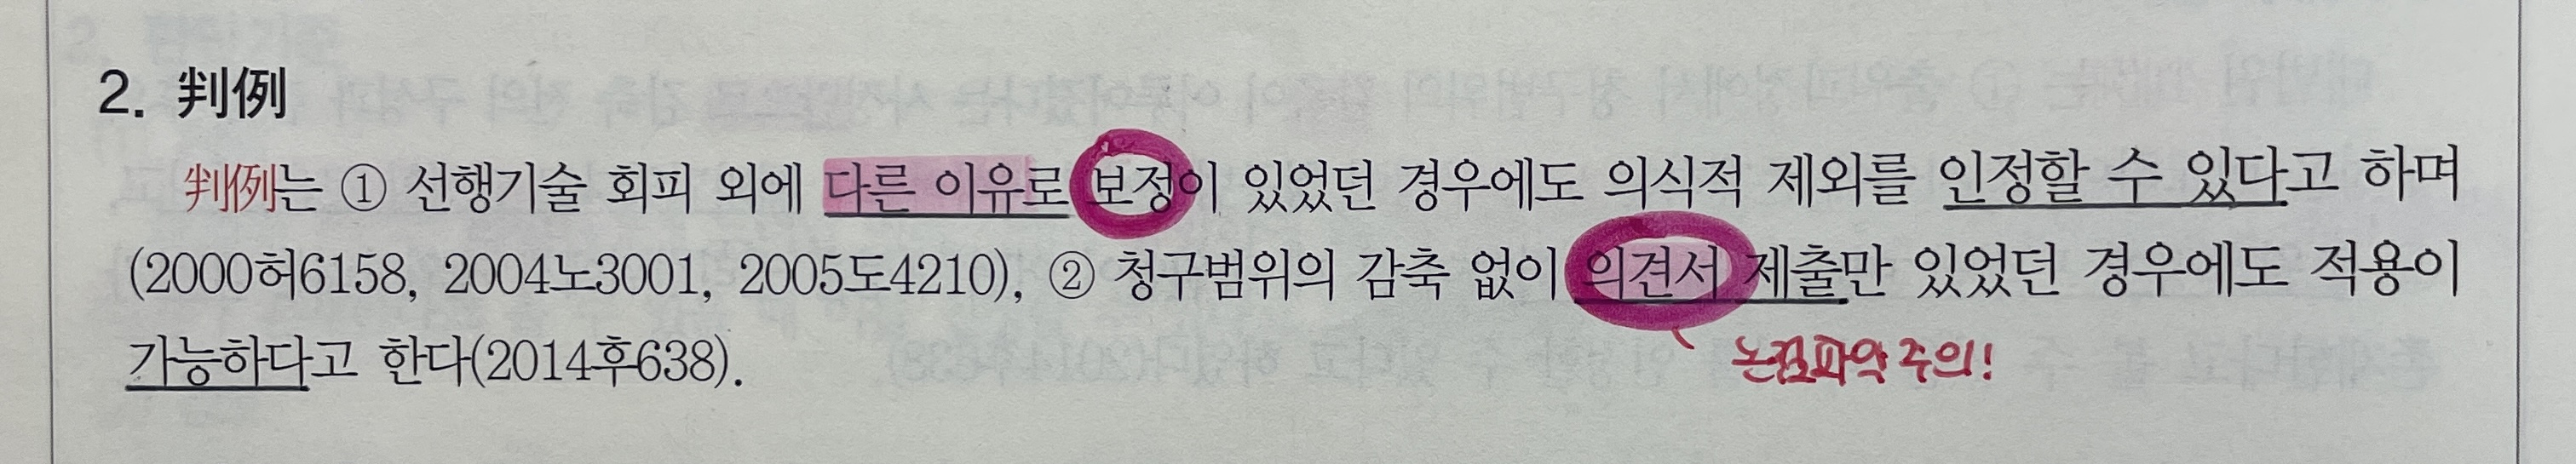 2. 判例
判例는 ① 선행기술 회피 외에 다른 이유로 보정이 있었던 경우에도 의식적 제외를 인정할 수 있다고 하며
(2000허6158, 2004노3001, 2005도4210), ② 청구범위의 감축 없이 의견서 제출만 있었던 경우에도 적용이
가능하다고 한다(2014후638).
논점파악 주의!